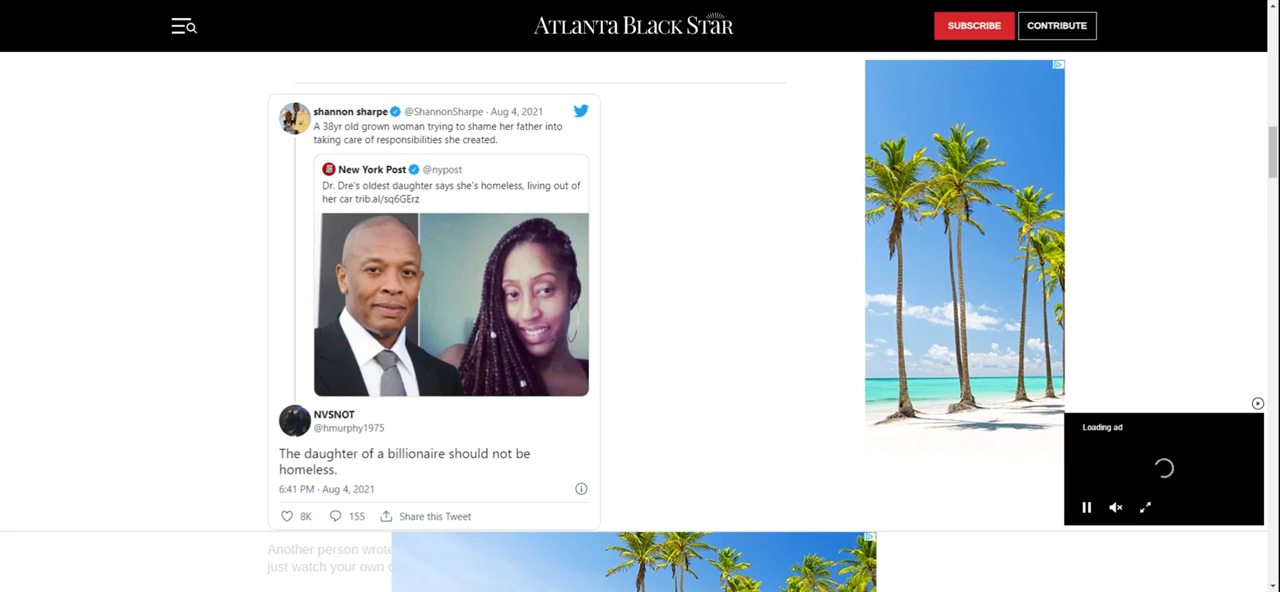 ATLANTA BLACK STAR
SUBSCRIBE
CONTRIBUTE
shannon sharpe @ShannonSharpe · Aug 4, 2021
A 38yr old grown woman trying to shame her father into
taking care of responsibilities she created.
New York Post @nypost
Dr. Dre's oldest daughter says she's homeless, living out of
her car trib.al/sq6GErz
NVSNOT
@hmurphy1975
The daughter of a billionaire should not be
homeless.
6:41 PM · Aug 4, 2021
8K 155 Share this Tweet
Loading ad
Another person wrote
just watch your own